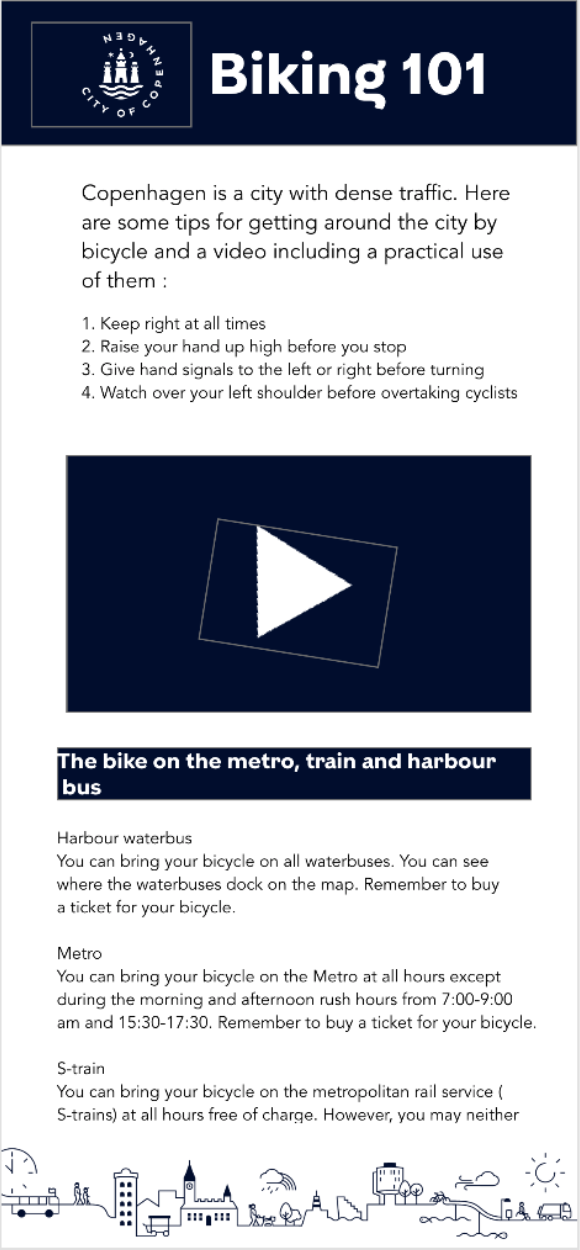 CITY OF COPENHAGEN
Biking 101
Copenhagen is a city with dense traffic. Here
are some tips for getting around the city by
bicycle and a video including a practical use
of them :
1. Keep right at all times
2. Raise your hand up high before you stop
3. Give hand signals to the left or right before turning
4. Watch over your left shoulder before overtaking cyclists
The bike on the metro, train and harbour
bus
Harbour waterbus
You can bring your bicycle on all waterbuses. You can see
where the waterbuses dock on the map. Remember to buy
a ticket for your bicycle.
Metro
You can bring your bicycle on the Metro at all hours except
during the morning and afternoon rush hours from 7:00-9:00
am and 15:30-17:30. Remember to buy a ticket for your bicycle.
S-train
You can bring your bicycle on the metropolitan rail service (
S-trains) at all hours free of charge. However, you may neither